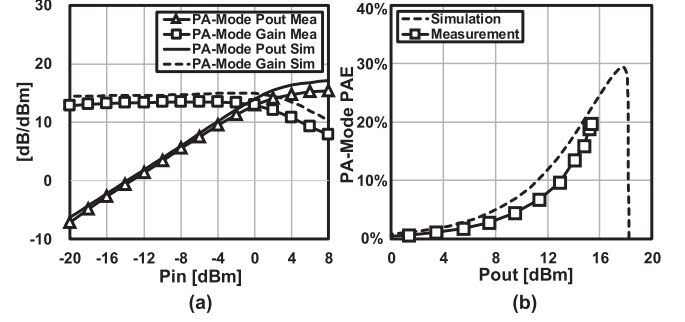 30
20
10
0
-10
[dB/dBm]
PA-Mode Pout Mea
PA-Mode Gain Mea
PA-Mode Pout Sim
PA-Mode Gain Sim
-20 -16 -12 -8 -4 0 4 8
Pin [dBm]
(a)
40%
30%
20%
10%
0%
PA-Mode PAE
Simulation
Measurement
0 4 8 12 16 20
Pout [dBm]
(b)